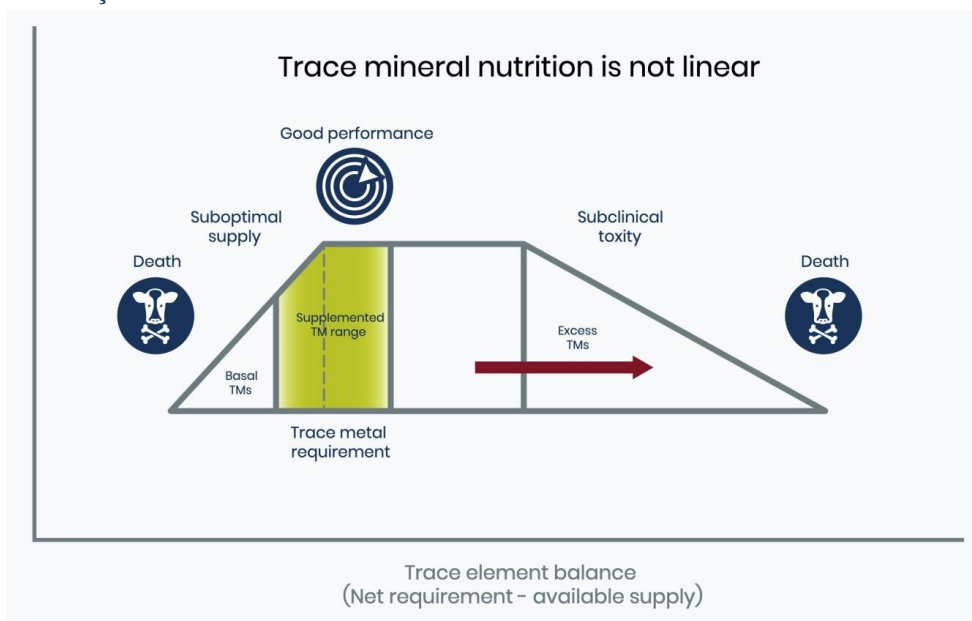 Trace mineral nutrition is not linear
Good performance
Suboptimal
supply
Subclinical
toxity
Death
Death
Supplemented
TM range
Excess
TMs
Basal
TMs
Trace metal
requirement
Trace element balance
(Net requirement - available supply)